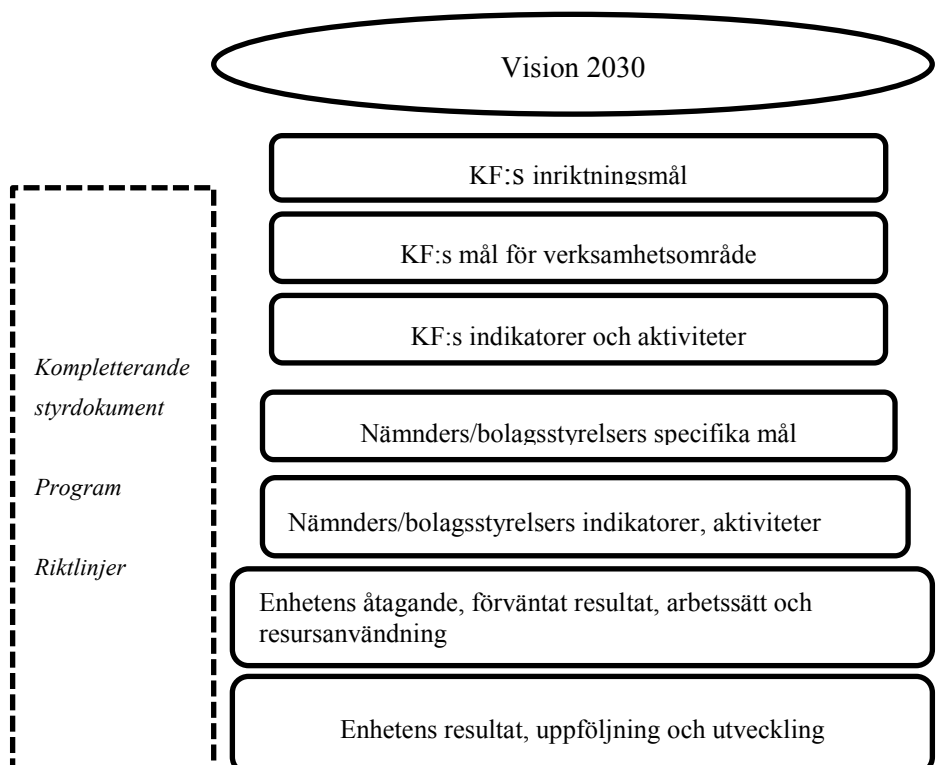 Vision 2030
KF:s inriktningsmål
KF:s mål för verksamhetsområde
KF:s indikatorer och aktiviteter
Kompletterande
styrdokument
Program
Riktlinjer
Nämnders/bolagsstyrelsers specifika mål
Nämnders/bolagsstyrelsers indikatorer, aktiviteter
Enhetens åtagande, förväntat resultat, arbetssätt och
resursanvändning
Enhetens resultat, uppföljning och utveckling